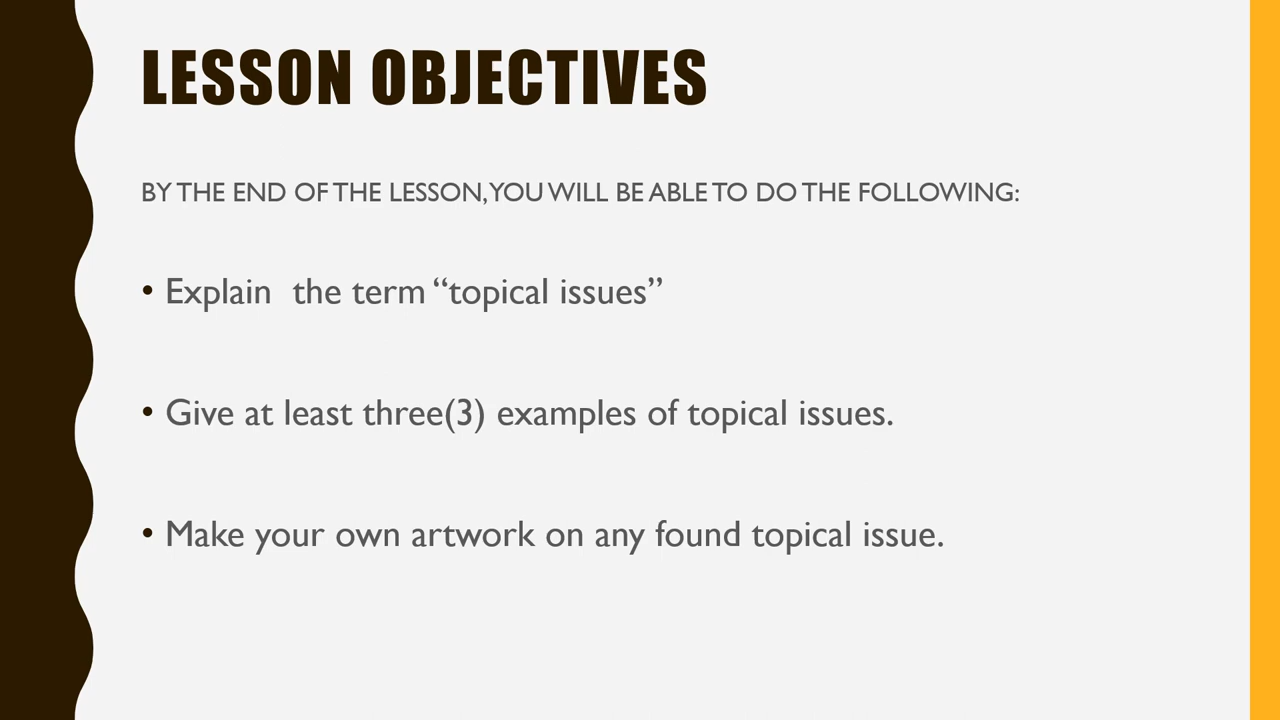 LESSON OBJECTIVES
BY THE END OF THE LESSON, YOU WILL BE ABLE TO DO THE FOLLOWING:
• Explain  the term “topical issues”
• Give at least three(3) examples of topical issues.
• Make your own artwork on any found topical issue.